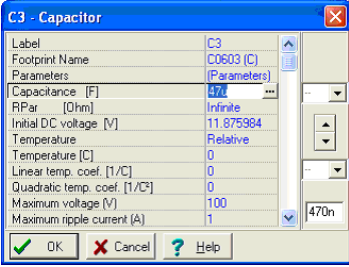 C3 - Capacitor
Label C3
Footprint Name C0603 (C)
Parameters (Parameters)
Capacitance [F] 47u ...
RPar [Ohm] Infinite
Initial DC voltage [V] 11.875984
Temperature Relative
Temperature [C] 0
Linear temp. coef. [1/C] 0
Quadratic temp. coef. [1/C²] 0
Maximum voltage (V) 100
Maximum ripple current (A) 1
470n
OK Cancel ? Help